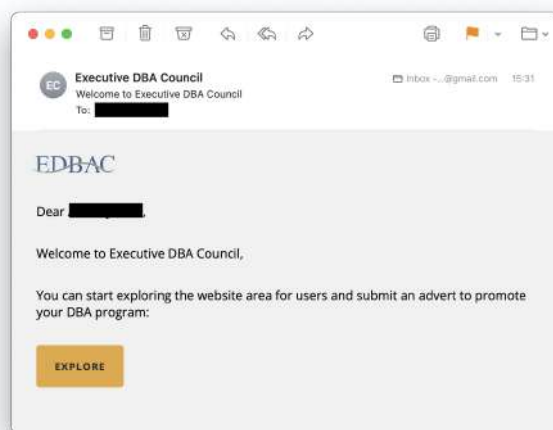 EC
Executive DBA Council
Welcome to Executive DBA Council
To:
Inbox -...@gmail.com 15:31
EDBAC
Dear ,
Welcome to Executive DBA Council,
You can start exploring the website area for users and submit an advert to promote
your DBA program:
EXPLORE